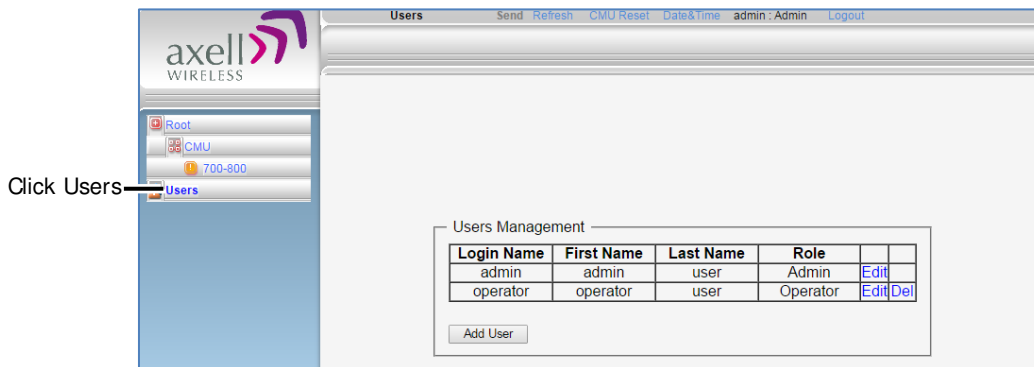 Users Send Refresh CMU Reset Date&Time admin : Admin Logout
axell
WIRELESS
Root
CMU
700-800
Click Users
Users
Users Management
Login Name First Name Last Name Role
admin admin user Admin Edit
operator operator user Operator Edit Del
Add User